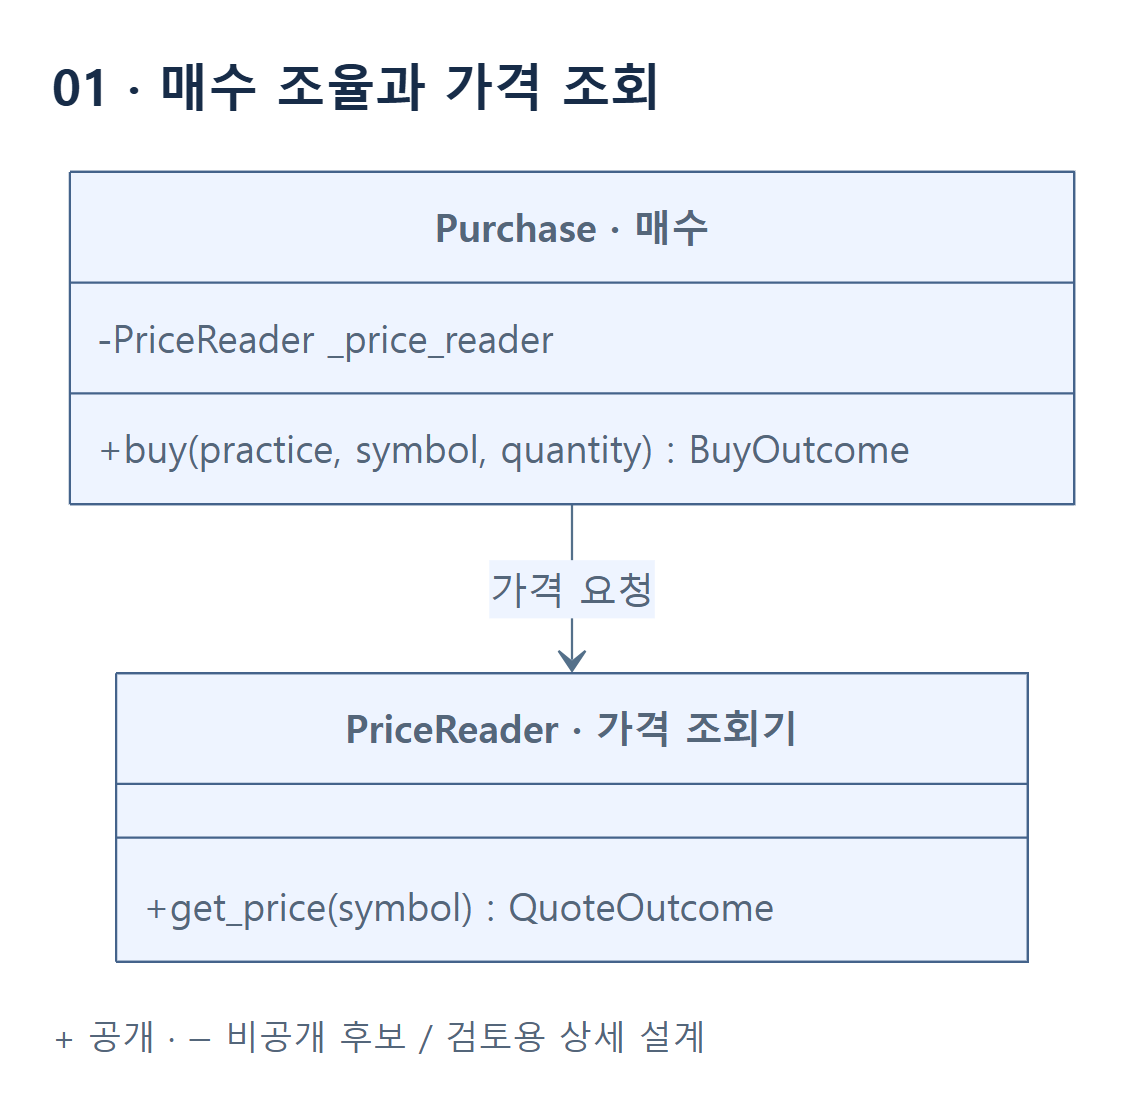 01 · 매수 조율과 가격 조회
Purchase · 매수
-PriceReader _price_reader
+buy(practice, symbol, quantity) : BuyOutcome
가격 요청
PriceReader · 가격 조회기
+get_price(symbol) : QuoteOutcome
+ 공개 · − 비공개 후보 / 검토용 상세 설계